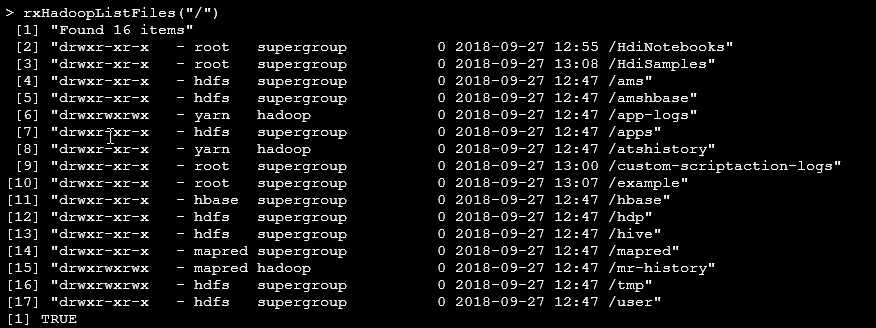 > rxHadoopListFiles("/")
 [1] "Found 16 items"
 [2] "drwxr-xr-x   - root   supergroup          0 2018-09-27 12:55 /HdiNotebooks"
 [3] "drwxr-xr-x   - root   supergroup          0 2018-09-27 13:08 /HdiSamples"
 [4] "drwxr-xr-x   - hdfs   supergroup          0 2018-09-27 12:47 /ams"
 [5] "drwxr-xr-x   - hdfs   supergroup          0 2018-09-27 12:47 /amshbase"
 [6] "drwxrwxrwx   - yarn   hadoop              0 2018-09-27 12:47 /app-logs"
 [7] "drwxr-xr-x   - hdfs   supergroup          0 2018-09-27 12:47 /apps"
 [8] "drwxr-xr-x   - yarn   hadoop              0 2018-09-27 12:47 /atshistory"
 [9] "drwxr-xr-x   - root   supergroup          0 2018-09-27 13:00 /custom-scriptaction-logs"
[10] "drwxr-xr-x   - root   supergroup          0 2018-09-27 13:07 /example"
[11] "drwxr-xr-x   - hbase  supergroup          0 2018-09-27 12:47 /hbase"
[12] "drwxr-xr-x   - hdfs   supergroup          0 2018-09-27 12:47 /hdp"
[13] "drwxr-xr-x   - hdfs   supergroup          0 2018-09-27 12:47 /hive"
[14] "drwxr-xr-x   - mapred supergroup          0 2018-09-27 12:47 /mapred"
[15] "drwxrwxrwx   - mapred hadoop              0 2018-09-27 12:47 /mr-history"
[16] "drwxrwxrwx   - hdfs   supergroup          0 2018-09-27 12:47 /tmp"
[17] "drwxr-xr-x   - hdfs   supergroup          0 2018-09-27 12:47 /user"
[1] TRUE